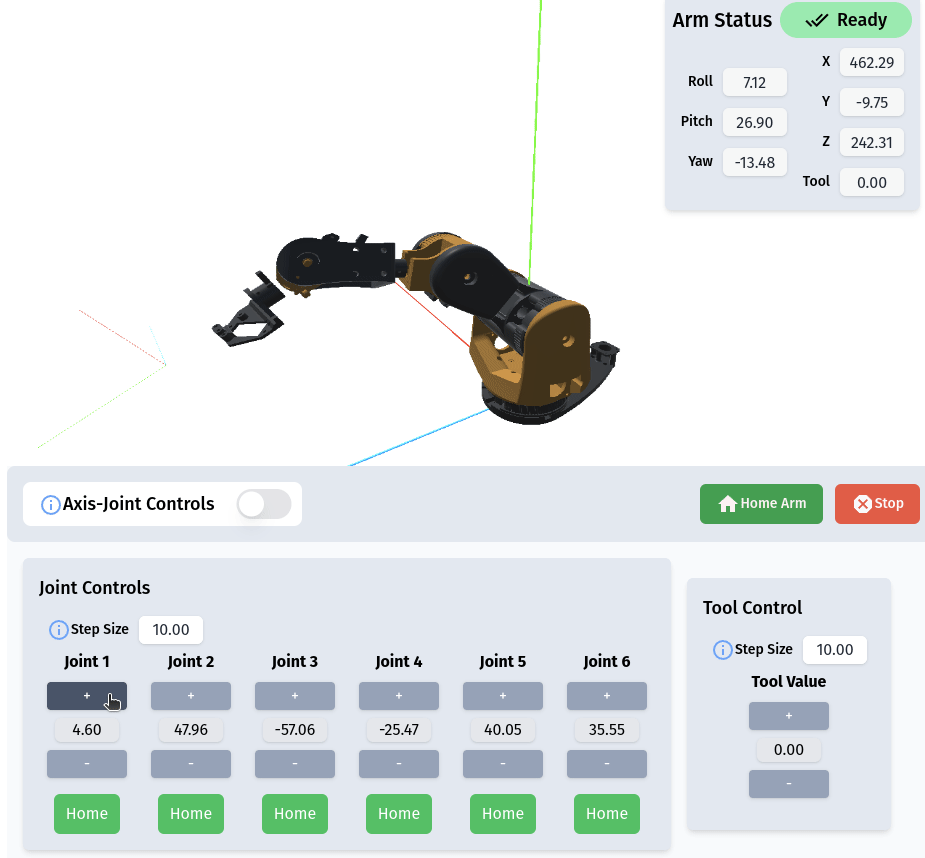 Arm Status
Ready
X
462.29
Roll
7.12
Y
-9.75
Pitch
26.90
Z
242.31
Yaw
-13.48
Tool
0.00
Axis-Joint Controls
Home Arm
Stop
Joint Controls
Step Size
10.00
Joint 1
Joint 2
Joint 3
Joint 4
Joint 5
Joint 6
+
+
+
+
+
+
4.60
47.96
-57.06
-25.47
40.05
35.55
-
-
-
-
-
-
Home
Home
Home
Home
Home
Home
Tool Control
Step Size
10.00
Tool Value
+
0.00
-